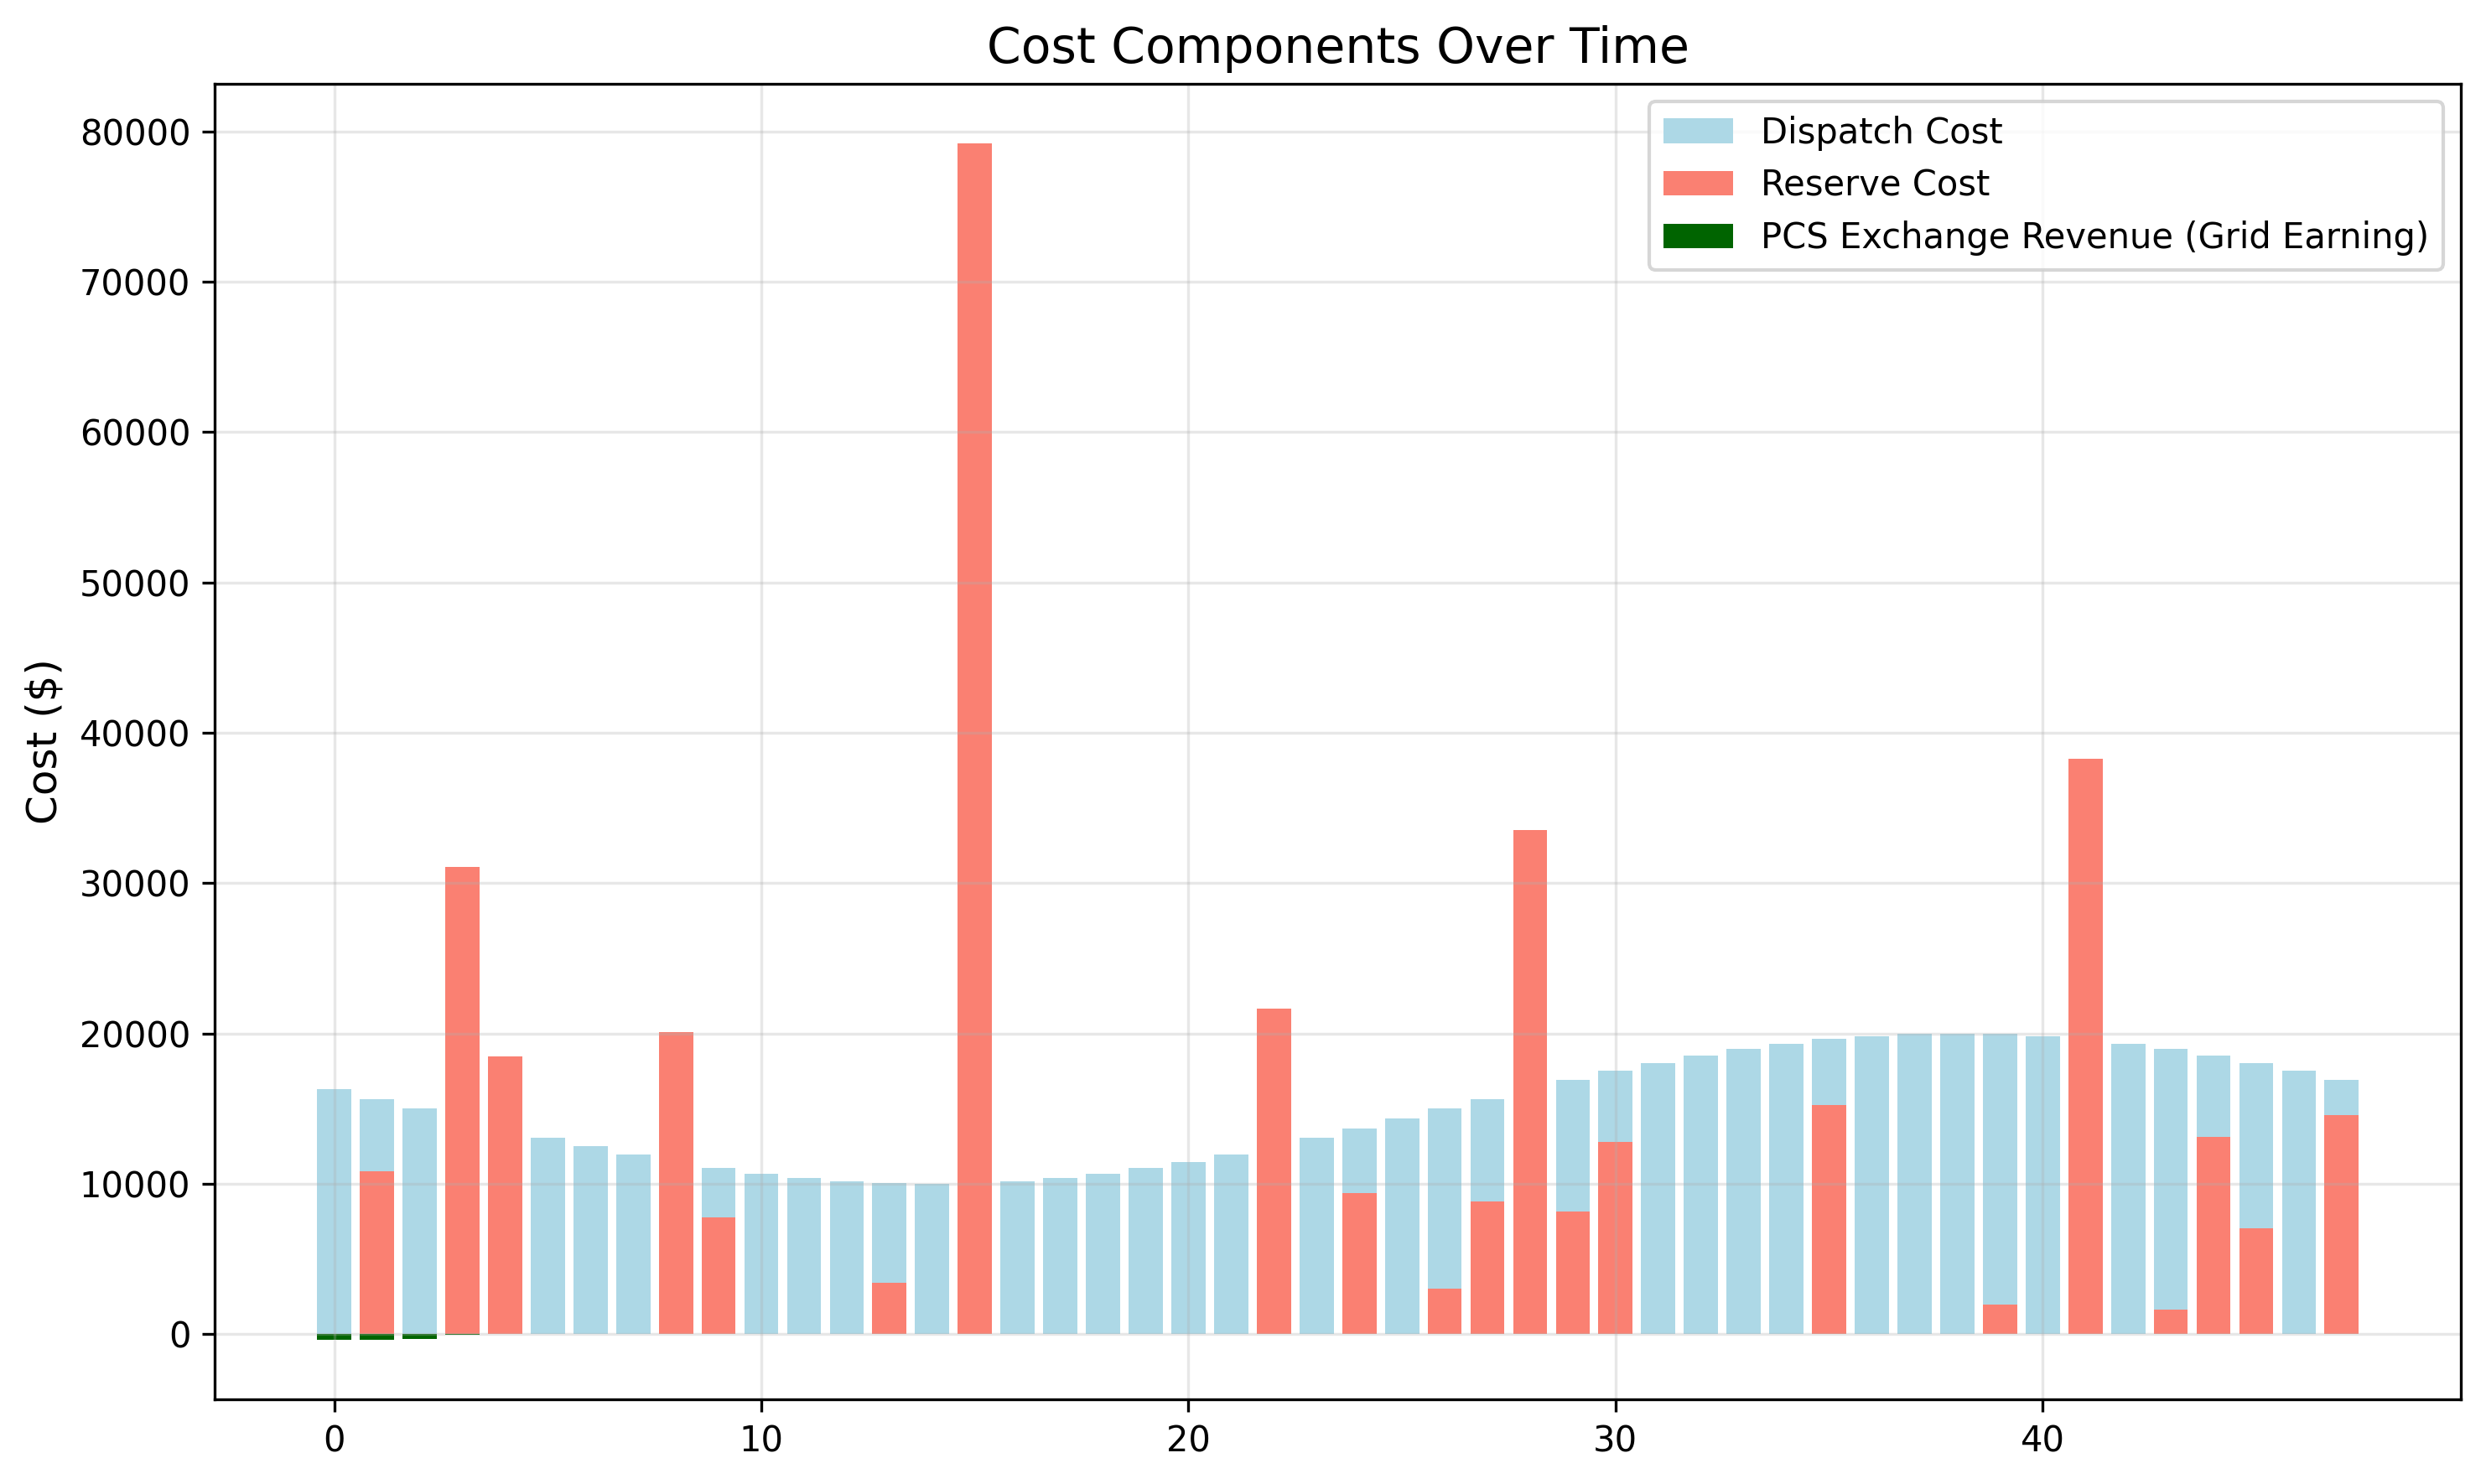 Cost Components Over Time
Dispatch Cost
Reserve Cost
PCS Exchange Revenue (Grid Earning)
Cost ($)
80000
70000
60000
50000
40000
30000
20000
10000
0
0 10 20 30 40